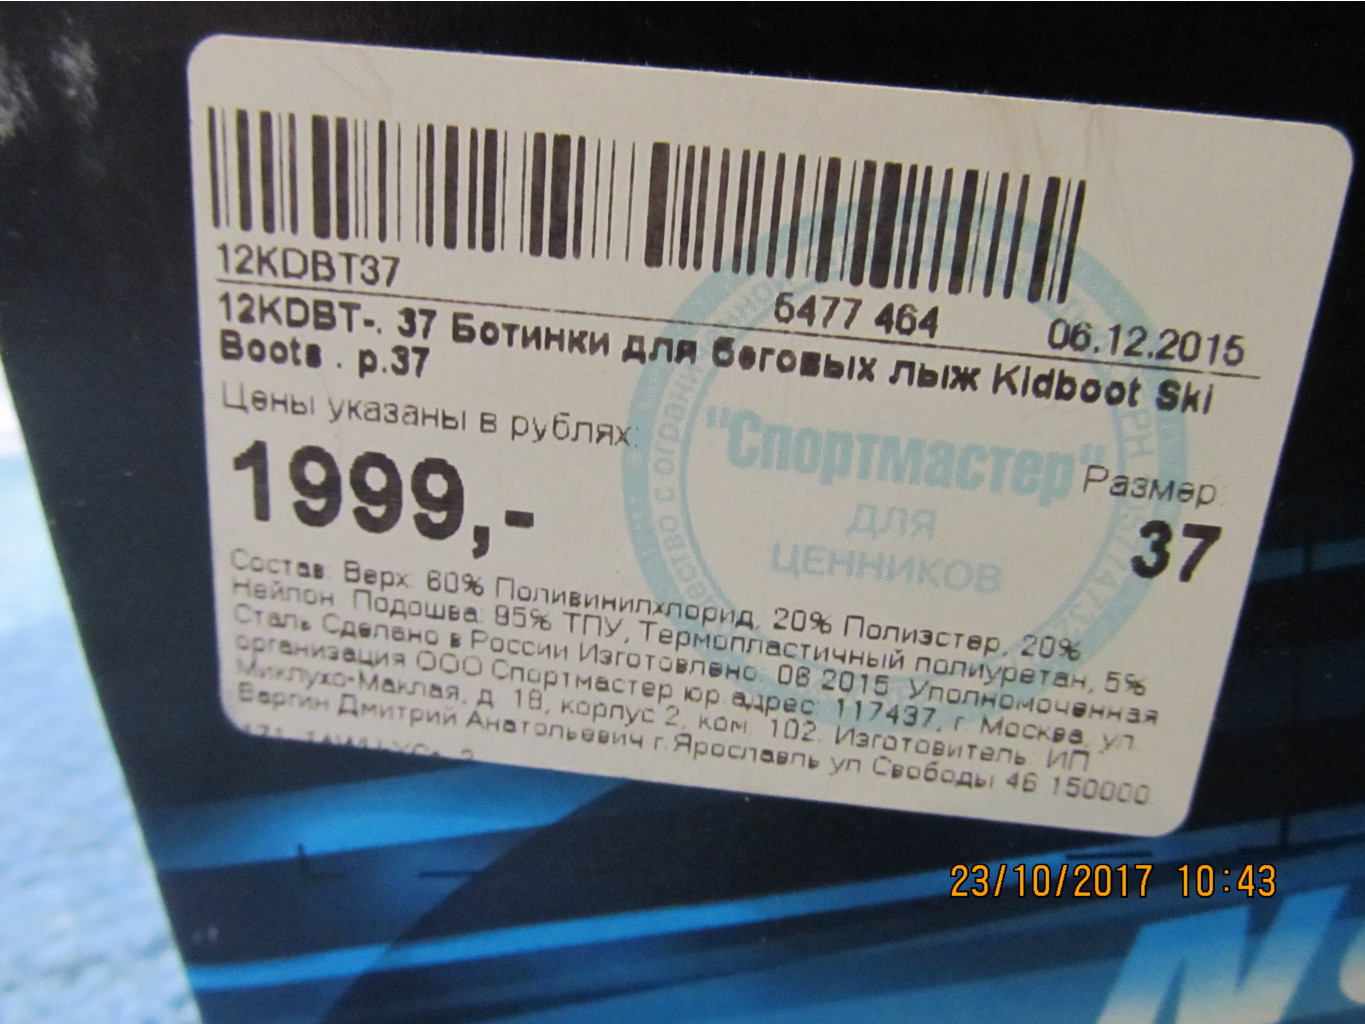 12KDBT37
5477 464
06.12.2015
12KDBT-. 37 Ботинки для беговых лыж Kidboot Ski
Boots . р.37
Цены указаны в рублях:
1999,-
Размер:
37
"Спортмастер"
ДЛЯ
ЦЕННИКОВ
Состав: Верх: 60% Поливинилхлорид, 20% Полиэстер, 20%
Нейлон. Подошва: 95% ТПУ, Термопластичный полиуретан, 5%
Сталь Сделано в России Изготовлено: 06.2015 Уполномоченная
организация ООО Спортмастер юр.адрес: 117437, г. Москва, ул.
Миклухо-Маклая, д. 18, корпус 2, ком. 102. Изготовитель: ИП
Варгин Дмитрий Анатольевич г.Ярославль ул Свободы 46 150000
23/10/2017 10:43